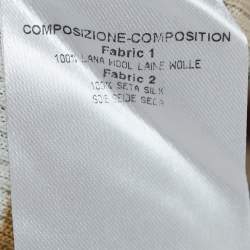 COMPOSIZIONE-COMPOSITION
Fabric 1
100% LANA WOOL LAINE WOLLE
Fabric 2
100% SETA SILK
SOIE SEIDE SEDA